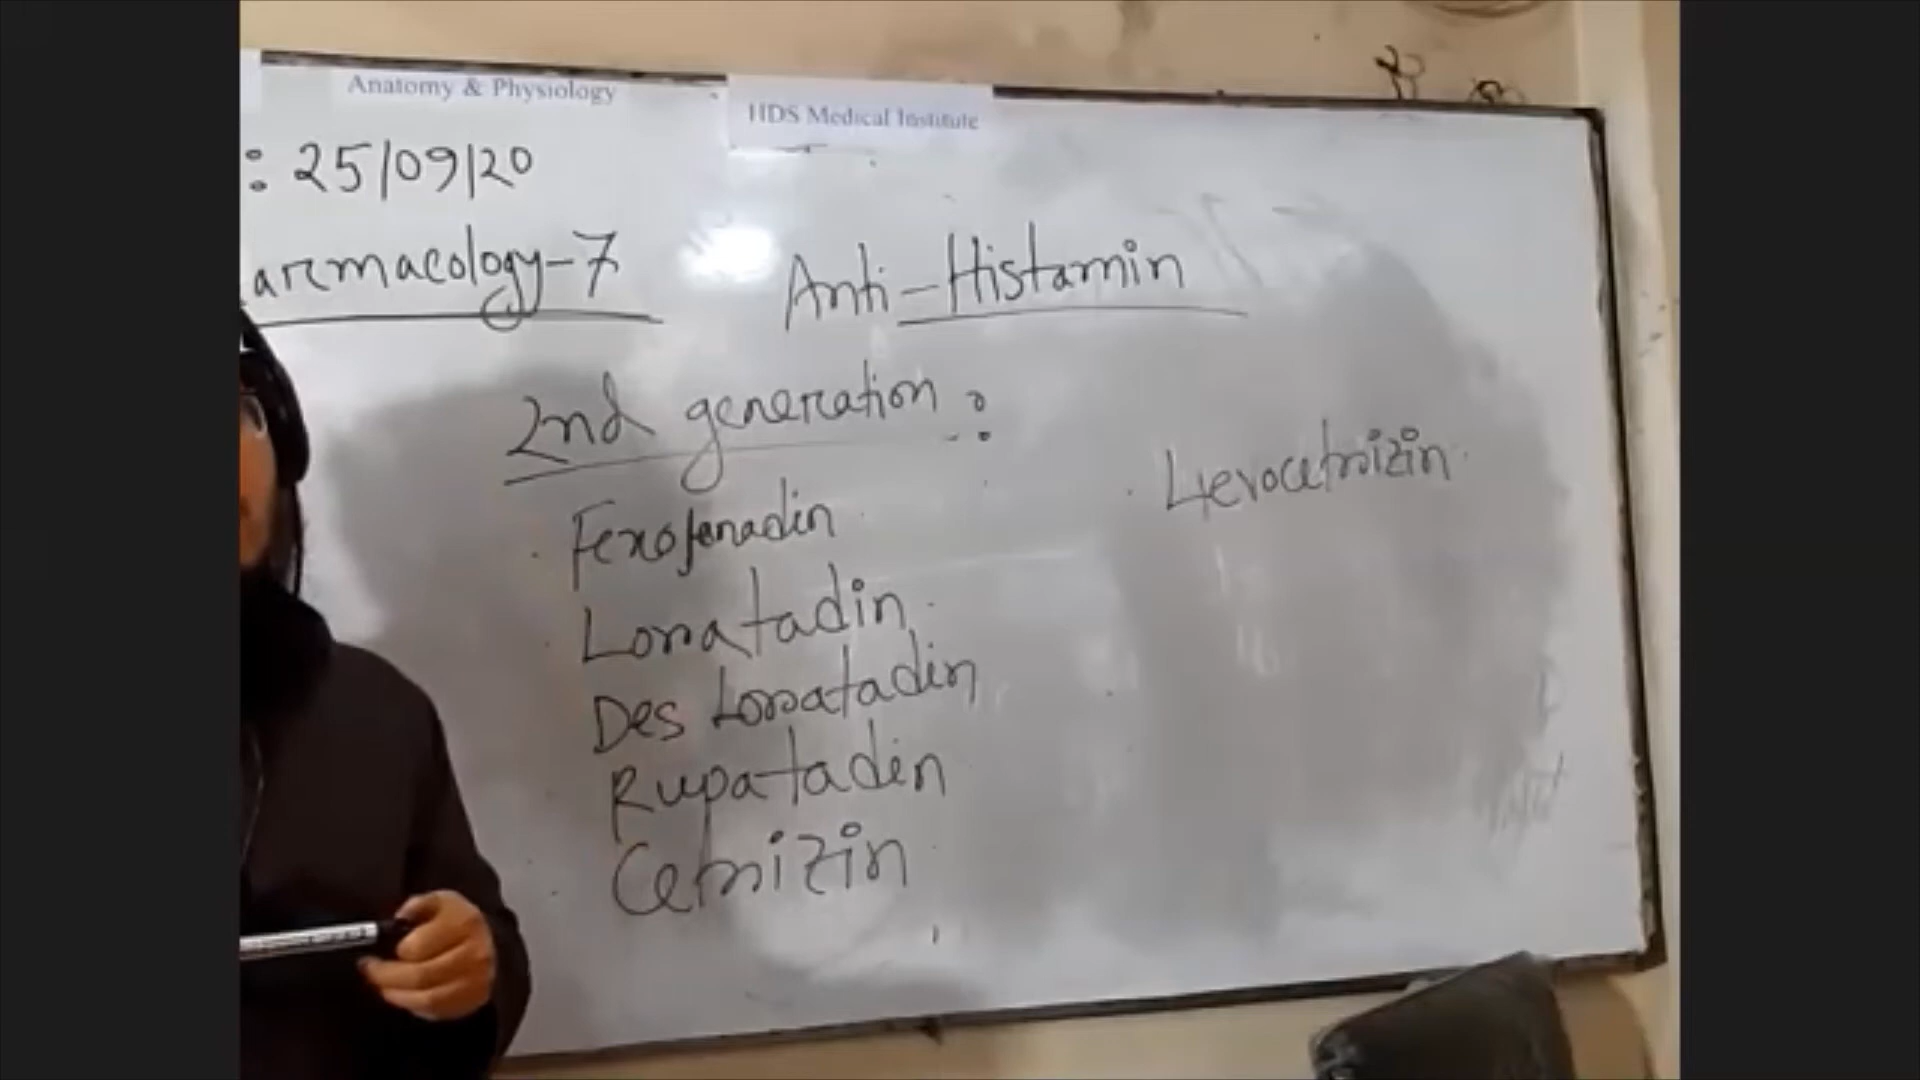 Anatomy & Physiology
HDS Medical Institute
: 25/09/20
armacology-7
Anti-Histamin
2nd generation :
Fexofenadin
Loratadin
Des Loratadin
Rupatadin
Cetrizin
Levocetrizin